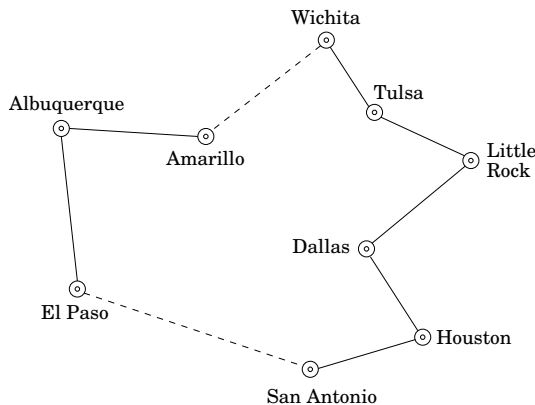 Wichita
Albuquerque
Tulsa
Amarillo
Little
Rock
Dallas
El Paso
Houston
San Antonio